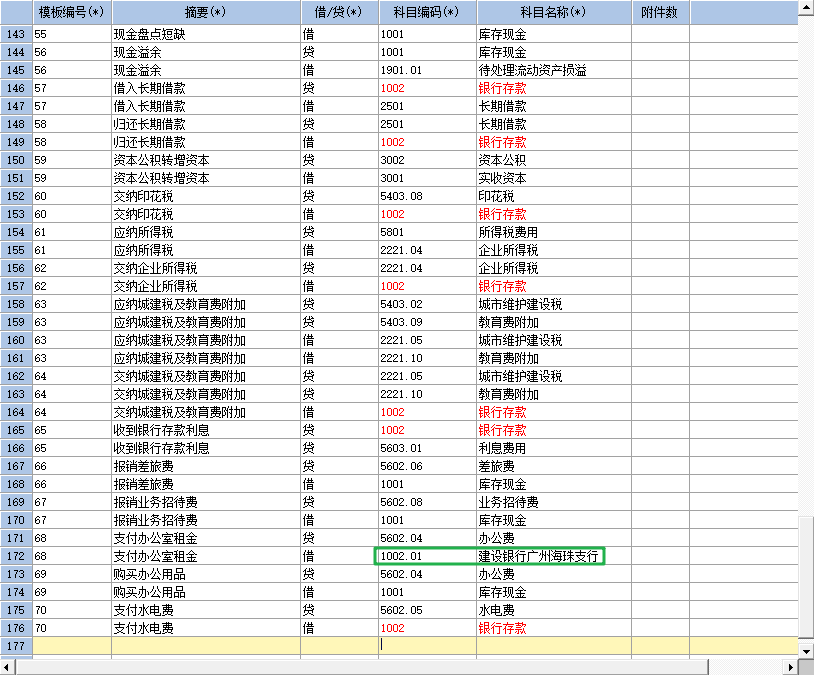 模板编号(*) 摘要(*) 借/贷(*) 科目编码(*) 科目名称(*) 附件数
143 55 现金盘点短缺 借 1001 库存现金
144 56 现金溢余 贷 1001 库存现金
145 56 现金溢余 借 1901.01 待处理流动资产损溢
146 57 借入长期借款 贷 1002 银行存款
147 57 借入长期借款 借 2501 长期借款
148 58 归还长期借款 贷 2501 长期借款
149 58 归还长期借款 借 1002 银行存款
150 59 资本公积转增资本 贷 3002 资本公积
151 59 资本公积转增资本 借 3001 实收资本
152 60 交纳印花税 贷 5403.08 印花税
153 60 交纳印花税 借 1002 银行存款
154 61 应纳所得税 贷 5801 所得税费用
155 61 应纳所得税 借 2221.04 企业所得税
156 62 交纳企业所得税 贷 2221.04 企业所得税
157 62 交纳企业所得税 借 1002 银行存款
158 63 应纳城建税及教育费附加 贷 5403.02 城市维护建设税
159 63 应纳城建税及教育费附加 贷 5403.09 教育费附加
160 63 应纳城建税及教育费附加 借 2221.05 城市维护建设税
161 63 应纳城建税及教育费附加 借 2221.10 教育费附加
162 64 交纳城建税及教育费附加 贷 2221.05 城市维护建设税
163 64 交纳城建税及教育费附加 贷 2221.10 教育费附加
164 64 交纳城建税及教育费附加 借 1002 银行存款
165 65 收到银行存款利息 贷 1002 银行存款
166 65 收到银行存款利息 贷 5603.01 利息费用
167 66 报销差旅费 贷 5602.06 差旅费
168 66 报销差旅费 借 1001 库存现金
169 67 报销业务招待费 贷 5602.08 业务招待费
170 67 报销业务招待费 借 1001 库存现金
171 68 支付办公室租金 贷 5602.04 办公费
172 68 支付办公室租金 借 1002.01 建设银行广州海珠支行
173 69 购买办公用品 贷 5602.04 办公费
174 69 购买办公用品 借 1001 库存现金
175 70 支付水电费 贷 5602.05 水电费
176 70 支付水电费 借 1002 银行存款
177